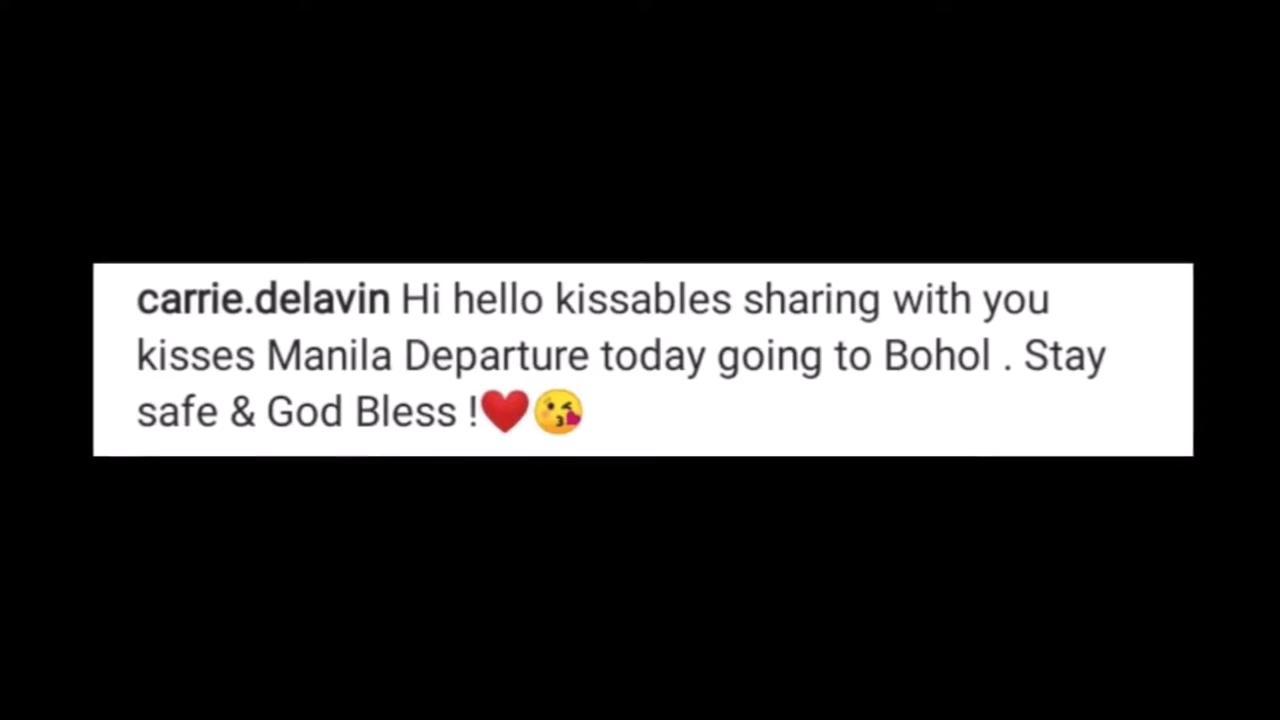 carrie.delavin Hi hello kissables sharing with you
kisses Manila Departure today going to Bohol . Stay
safe & God Bless !❤️😘